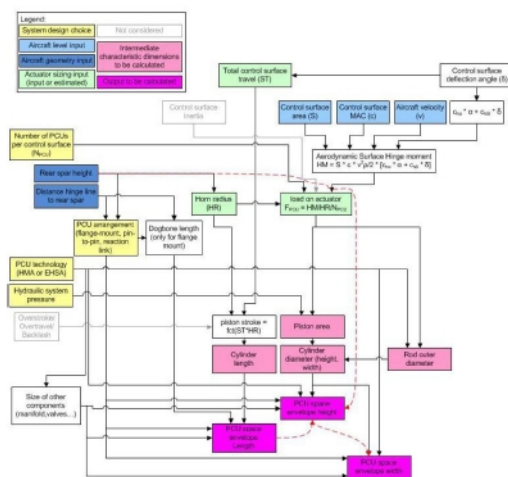 Legend:
System design choice
Not considered
Aircraft level input
Aircraft geometry input
Intermediate
characteristic dimensions
to be calculated
Actuator sizing input
(input or estimated)
Output to be calculated
Total control surface
travel (ST)
Control surface
deflection angle (δ)
Control surface
inertia
Control surface
area (S)
Control surface
MAC (c)
Aircraft velocity
(v)
Number of PCUs
per control surface
(N
Aerodynamic Surface Hinge moment
Rear spar height
Distance hinge line
to rear spar
Horn radius
(HR)
load on actuator
PCU arrangement
(flange-mount, pin-
to-pin, reaction
link)
Dogbone length
(only for flange
mount)
PCU technology
(HMA or EHSA)
Hydraulic system
pressure
Overstroke/
Overtravel/
Backlash
piston stroke =
fct(ST*HR)
Piston area
Cylinder
length
Cylinder
diameter (height,
width)
Rod outer
diameter
Size of other
components
(manifold,valves...)
PCU space
envelope height
PCU space
envelope
Length
PCU space
envelope width